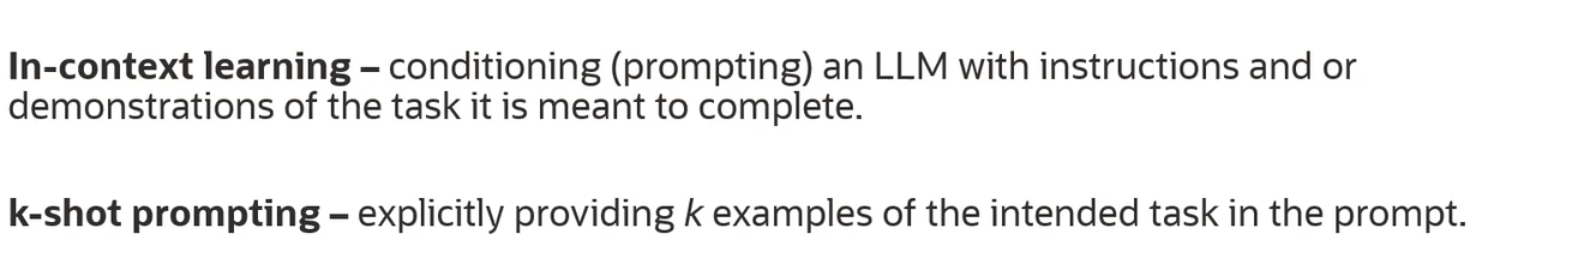 In-context learning – conditioning (prompting) an LLM with instructions and or
demonstrations of the task it is meant to complete.
k-shot prompting – explicitly providing k examples of the intended task in the prompt.